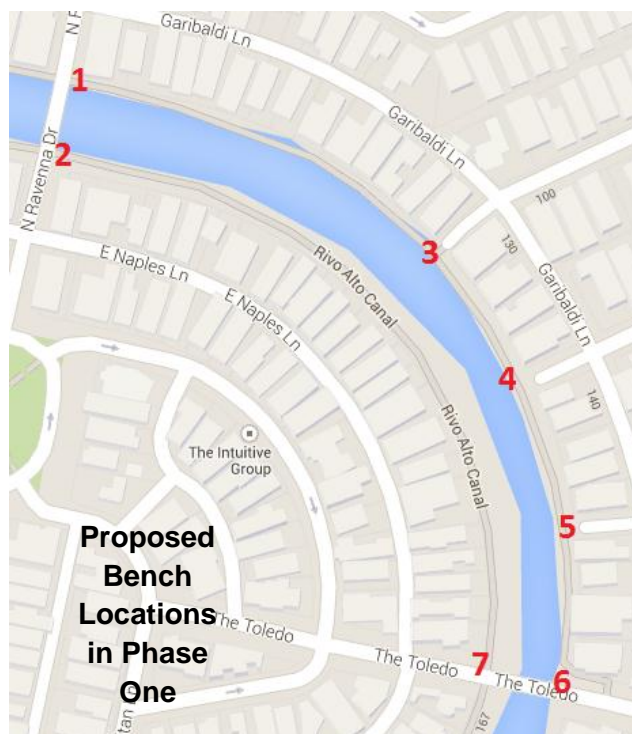 N R
Garibaldi Ln
1
Garibaldi Ln
2
N Ravenna Dr
100
3
130
E Naples Ln
Rivo Alto Canal
Garibaldi Ln
E Naples Ln
4
140
Rivo Alto Canal
The Intuitive
Group
5
Proposed
Bench
Locations
in Phase
One
The Toledo
The Toledo
7
The Toledo
6
tan Ln
167